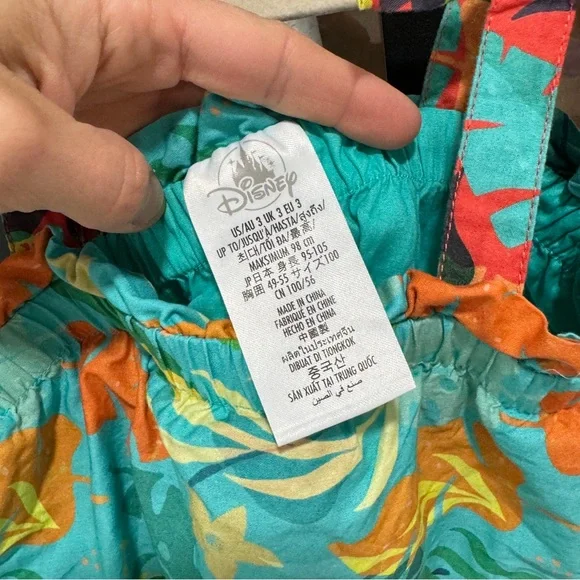 Disney
US/AU 3 UK 3 EU 3
UP TO/JUSQU'À/HASTA/สูงถึง/
최대/TỐI ĐA/最高/
MAKSIMUM 98 cm
JP日本 身長 95-105
胸囲 49-55 サイズ100
CN 100/56
MADE IN CHINA
FABRIQUÉ EN CHINE
HECHO EN CHINA
中國製
ผลิตในประเทศจีน
DIBUAT DI TIONGKOK
중국산
SẢN XUẤT TẠI TRUNG QUỐC
صنع في الصين